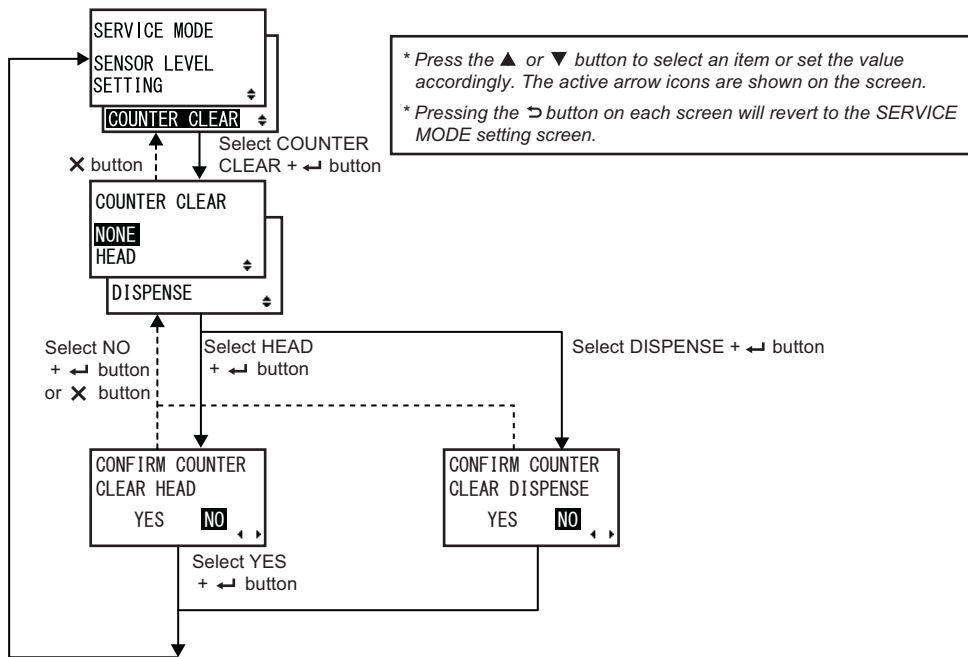 SERVICE MODE
SENSOR LEVEL
SETTING
COUNTER CLEAR
* Press the ▲ or ▼ button to select an item or set the value
accordingly. The active arrow icons are shown on the screen.
* Pressing the ⮌ button on each screen will revert to the SERVICE
MODE setting screen.
✕ button
Select COUNTER
CLEAR + ↵ button
COUNTER CLEAR
NONE
HEAD
DISPENSE
Select NO
+ ↵ button
or ✕ button
Select HEAD
+ ↵ button
Select DISPENSE + ↵ button
CONFIRM COUNTER
CLEAR HEAD
YES NO
CONFIRM COUNTER
CLEAR DISPENSE
YES NO
Select YES
+ ↵ button